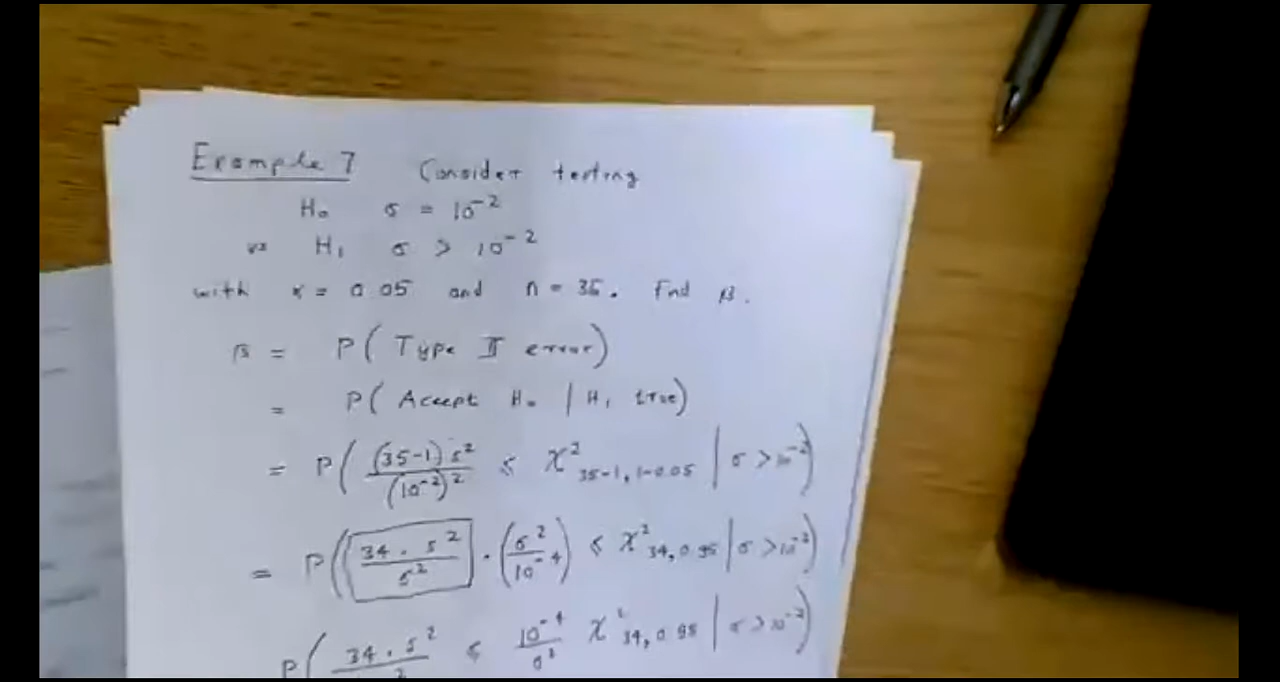 Example 7 Consider testing
H₀ σ = 10⁻²
vs H₁ σ > 10⁻²
with α = 0.05 and n = 35. Find β.
β = P( Type II error)
= P( Accept H₀ | H₁ true)
= P( (35-1) s² / (10⁻²)² ≤ χ²₃₅₋₁, ₁₋₀.₀₅ | σ > 10⁻²)
= P( 34 . s² / σ² · (σ² / 10⁻⁴) ≤ χ²₃₄, ₀.₉₅ | σ > 10⁻²)
P( 34 . s² / ² ≤ 10⁻⁴ / σ² χ²₃₄, ₀.₉₅ | σ > 10⁻²)